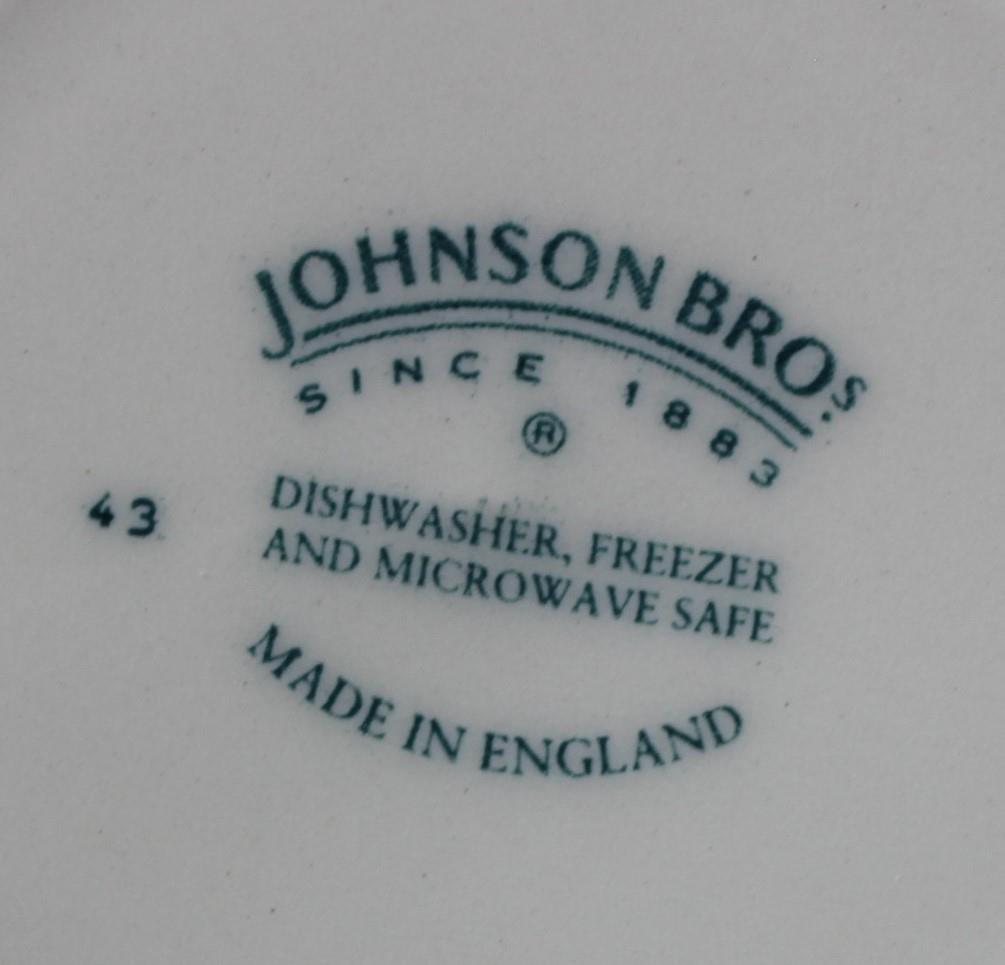 JOHNSON BROS.
SINCE 1883
®
43
DISHWASHER, FREEZER
AND MICROWAVE SAFE
MADE IN ENGLAND